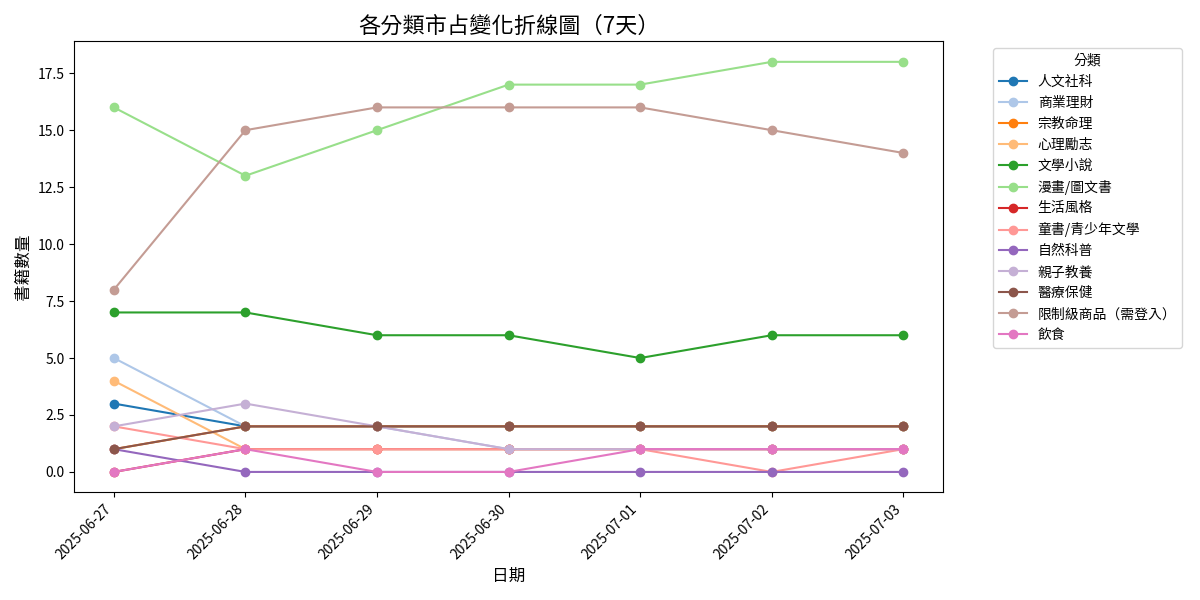 各分類市占變化折線圖（7天）
書籍數量
17.5
15.0
12.5
10.0
7.5
5.0
2.5
0.0
2025-06-27
2025-06-28
2025-06-29
2025-06-30
2025-07-01
2025-07-02
2025-07-03
日期
分類
人文社科
商業理財
宗教命理
心理勵志
文學小說
漫畫/圖文書
生活風格
童書/青少年文學
自然科普
親子教養
醫療保健
限制級商品（需登入）
飲食